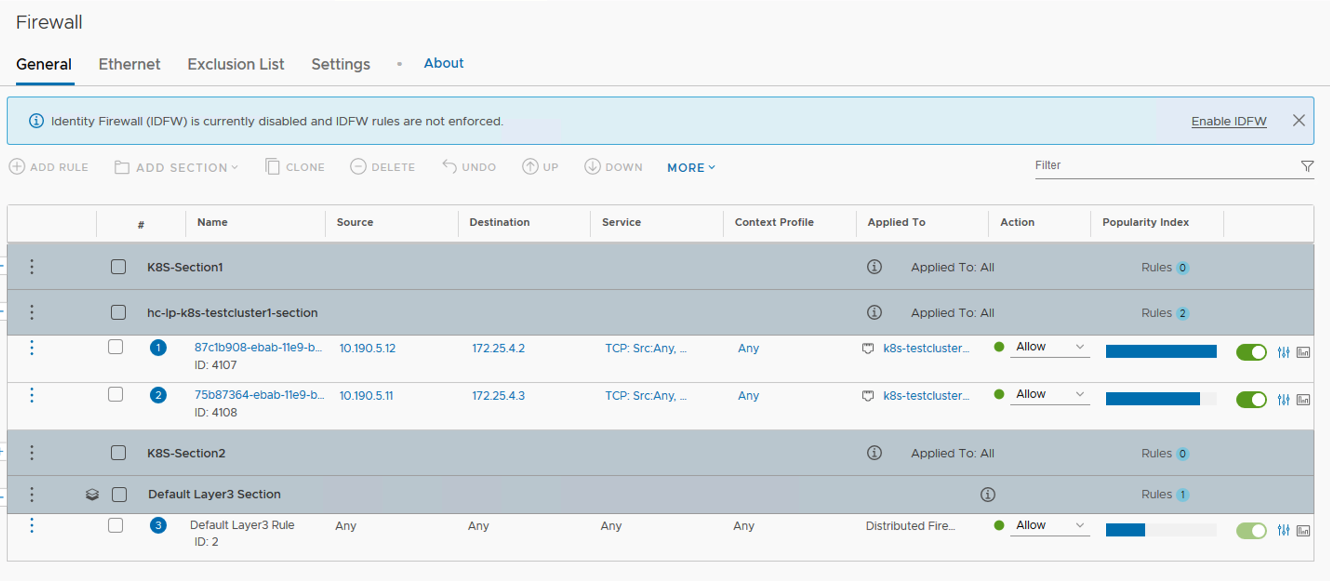 Firewall
General Ethernet Exclusion List Settings • About
Identity Firewall (IDFW) is currently disabled and IDFW rules are not enforced. Enable IDFW
ADD RULE ADD SECTION CLONE DELETE UNDO UP DOWN MORE Filter
# Name Source Destination Service Context Profile Applied To Action Popularity Index
K8S-Section1 Applied To: All Rules 0
hc-lp-k8s-testcluster1-section Applied To: All Rules 2
1 87c1b908-ebab-11e9-b... 10.190.5.12 172.25.4.2 TCP: Src:Any, ... Any k8s-testcluster... Allow
ID: 4107
2 75b87364-ebab-11e9-b... 10.190.5.11 172.25.4.3 TCP: Src:Any, ... Any k8s-testcluster... Allow
ID: 4108
K8S-Section2 Applied To: All Rules 0
Default Layer3 Section Rules 1
3 Default Layer3 Rule Any Any Any Any Distributed Fire... Allow
ID: 2